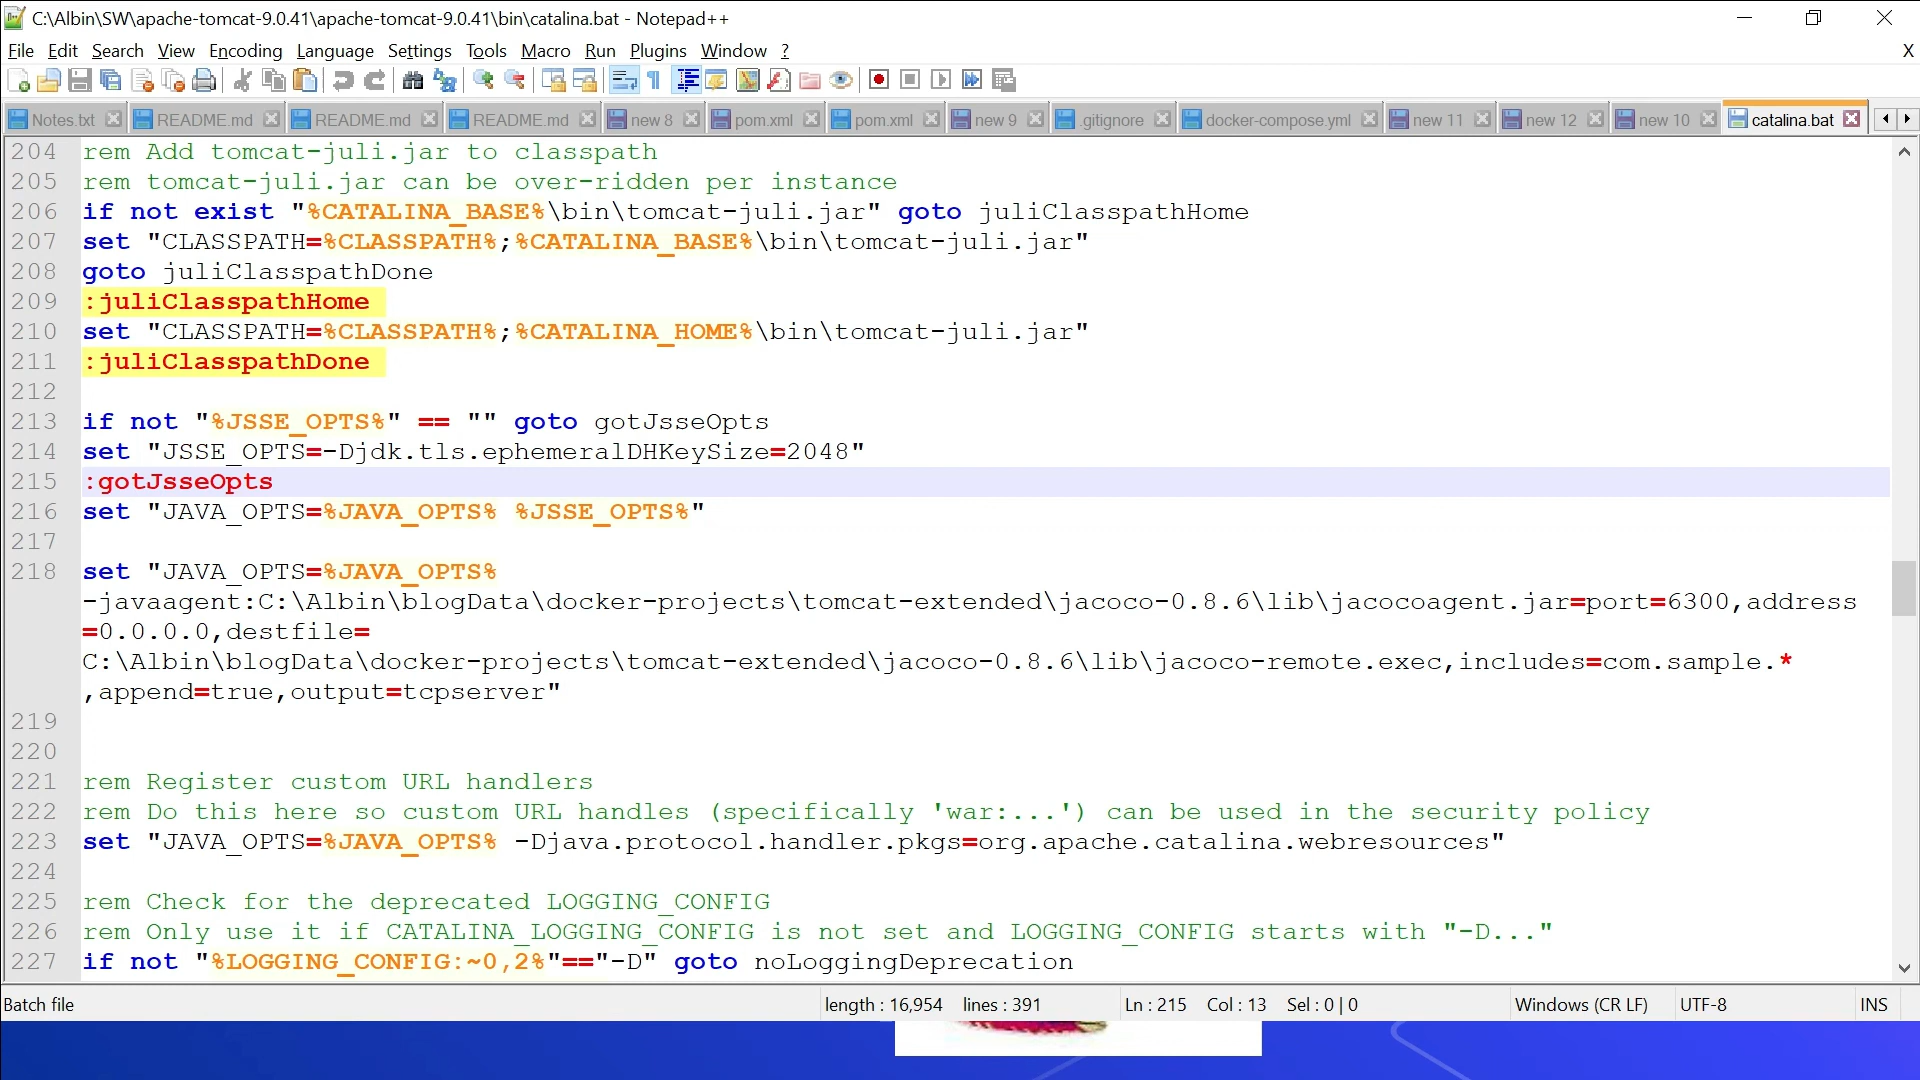 C:\Albin\SW\apache-tomcat-9.0.41\apache-tomcat-9.0.41\bin\catalina.bat - Notepad++
File Edit Search View Encoding Language Settings Tools Macro Run Plugins Window ? X
Notes.txt README.md README.md README.md new 8 pom.xml pom.xml new 9 .gitignore docker-compose.yml new 11 new 12 new 10 catalina.bat
204 rem Add tomcat-juli.jar to classpath
205 rem tomcat-juli.jar can be over-ridden per instance
206 if not exist "%CATALINA_BASE%\bin\tomcat-juli.jar" goto juliClasspathHome
207 set "CLASSPATH=%CLASSPATH%;%CATALINA_BASE%\bin\tomcat-juli.jar"
208 goto juliClasspathDone
209 :juliClasspathHome
210 set "CLASSPATH=%CLASSPATH%;%CATALINA_HOME%\bin\tomcat-juli.jar"
211 :juliClasspathDone
212
213 if not "%JSSE_OPTS%" == "" goto gotJsseOpts
214 set "JSSE_OPTS=-Djdk.tls.ephemeralDHKeySize=2048"
215 :gotJsseOpts
216 set "JAVA_OPTS=%JAVA_OPTS% %JSSE_OPTS%"
217
218 set "JAVA_OPTS=%JAVA_OPTS%
-javaagent:C:\Albin\blogData\docker-projects\tomcat-extended\jacoco-0.8.6\lib\jacocoagent.jar=port=6300,address
=0.0.0.0,destfile=
C:\Albin\blogData\docker-projects\tomcat-extended\jacoco-0.8.6\lib\jacoco-remote.exec,includes=com.sample.*
,append=true,output=tcpserver"
219
220
221 rem Register custom URL handlers
222 rem Do this here so custom URL handles (specifically 'war:...') can be used in the security policy
223 set "JAVA_OPTS=%JAVA_OPTS% -Djava.protocol.handler.pkgs=org.apache.catalina.webresources"
224
225 rem Check for the deprecated LOGGING_CONFIG
226 rem Only use it if CATALINA_LOGGING_CONFIG is not set and LOGGING_CONFIG starts with "-D..."
227 if not "%LOGGING_CONFIG:~0,2%"=="-D" goto noLoggingDeprecation
Batch file length : 16,954 lines : 391 Ln : 215 Col : 13 Sel : 0 | 0 Windows (CR LF) UTF-8 INS